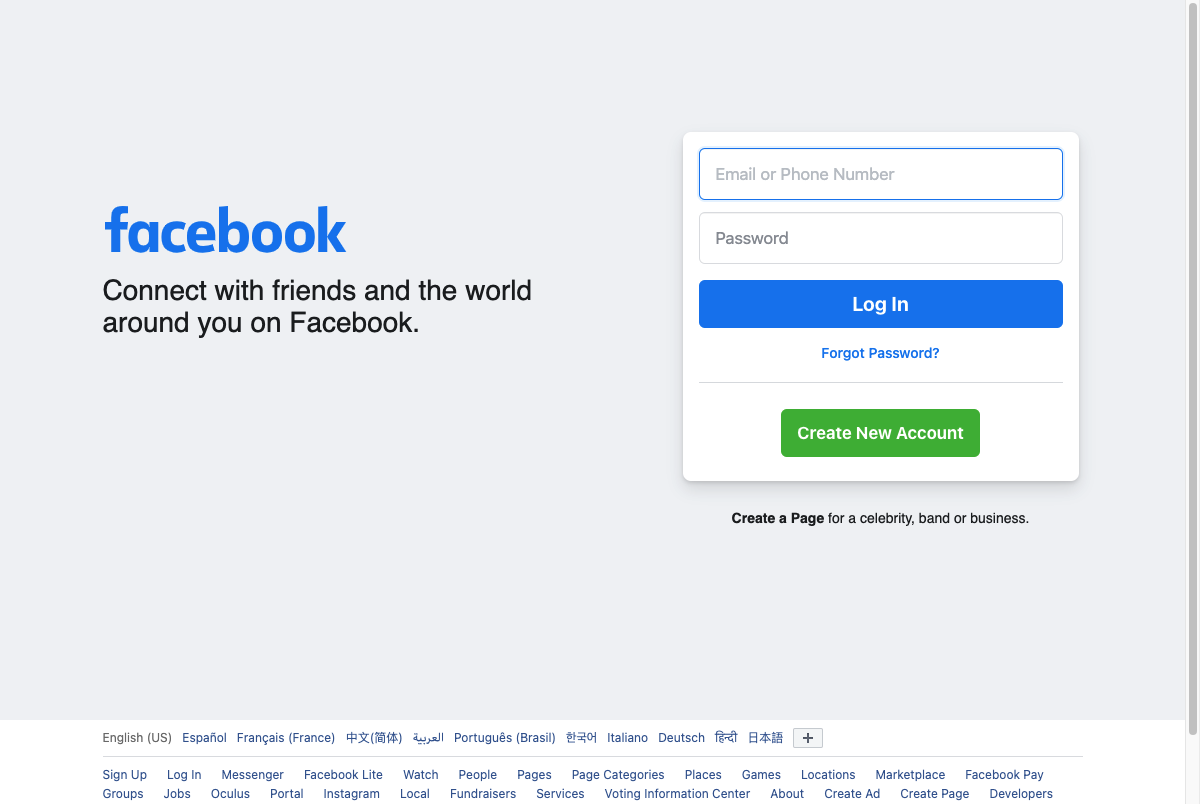 facebook
Connect with friends and the world
around you on Facebook.
Email or Phone Number
Password
Log In
Forgot Password?
Create New Account
Create a Page for a celebrity, band or business.
English (US) Español Français (France) 中文(简体) العربية Português (Brasil) 한국어 Italiano Deutsch हिन्दी 日本語 +
Sign Up Log In Messenger Facebook Lite Watch People Pages Page Categories Places Games Locations Marketplace Facebook Pay
Groups Jobs Oculus Portal Instagram Local Fundraisers Services Voting Information Center About Create Ad Create Page Developers